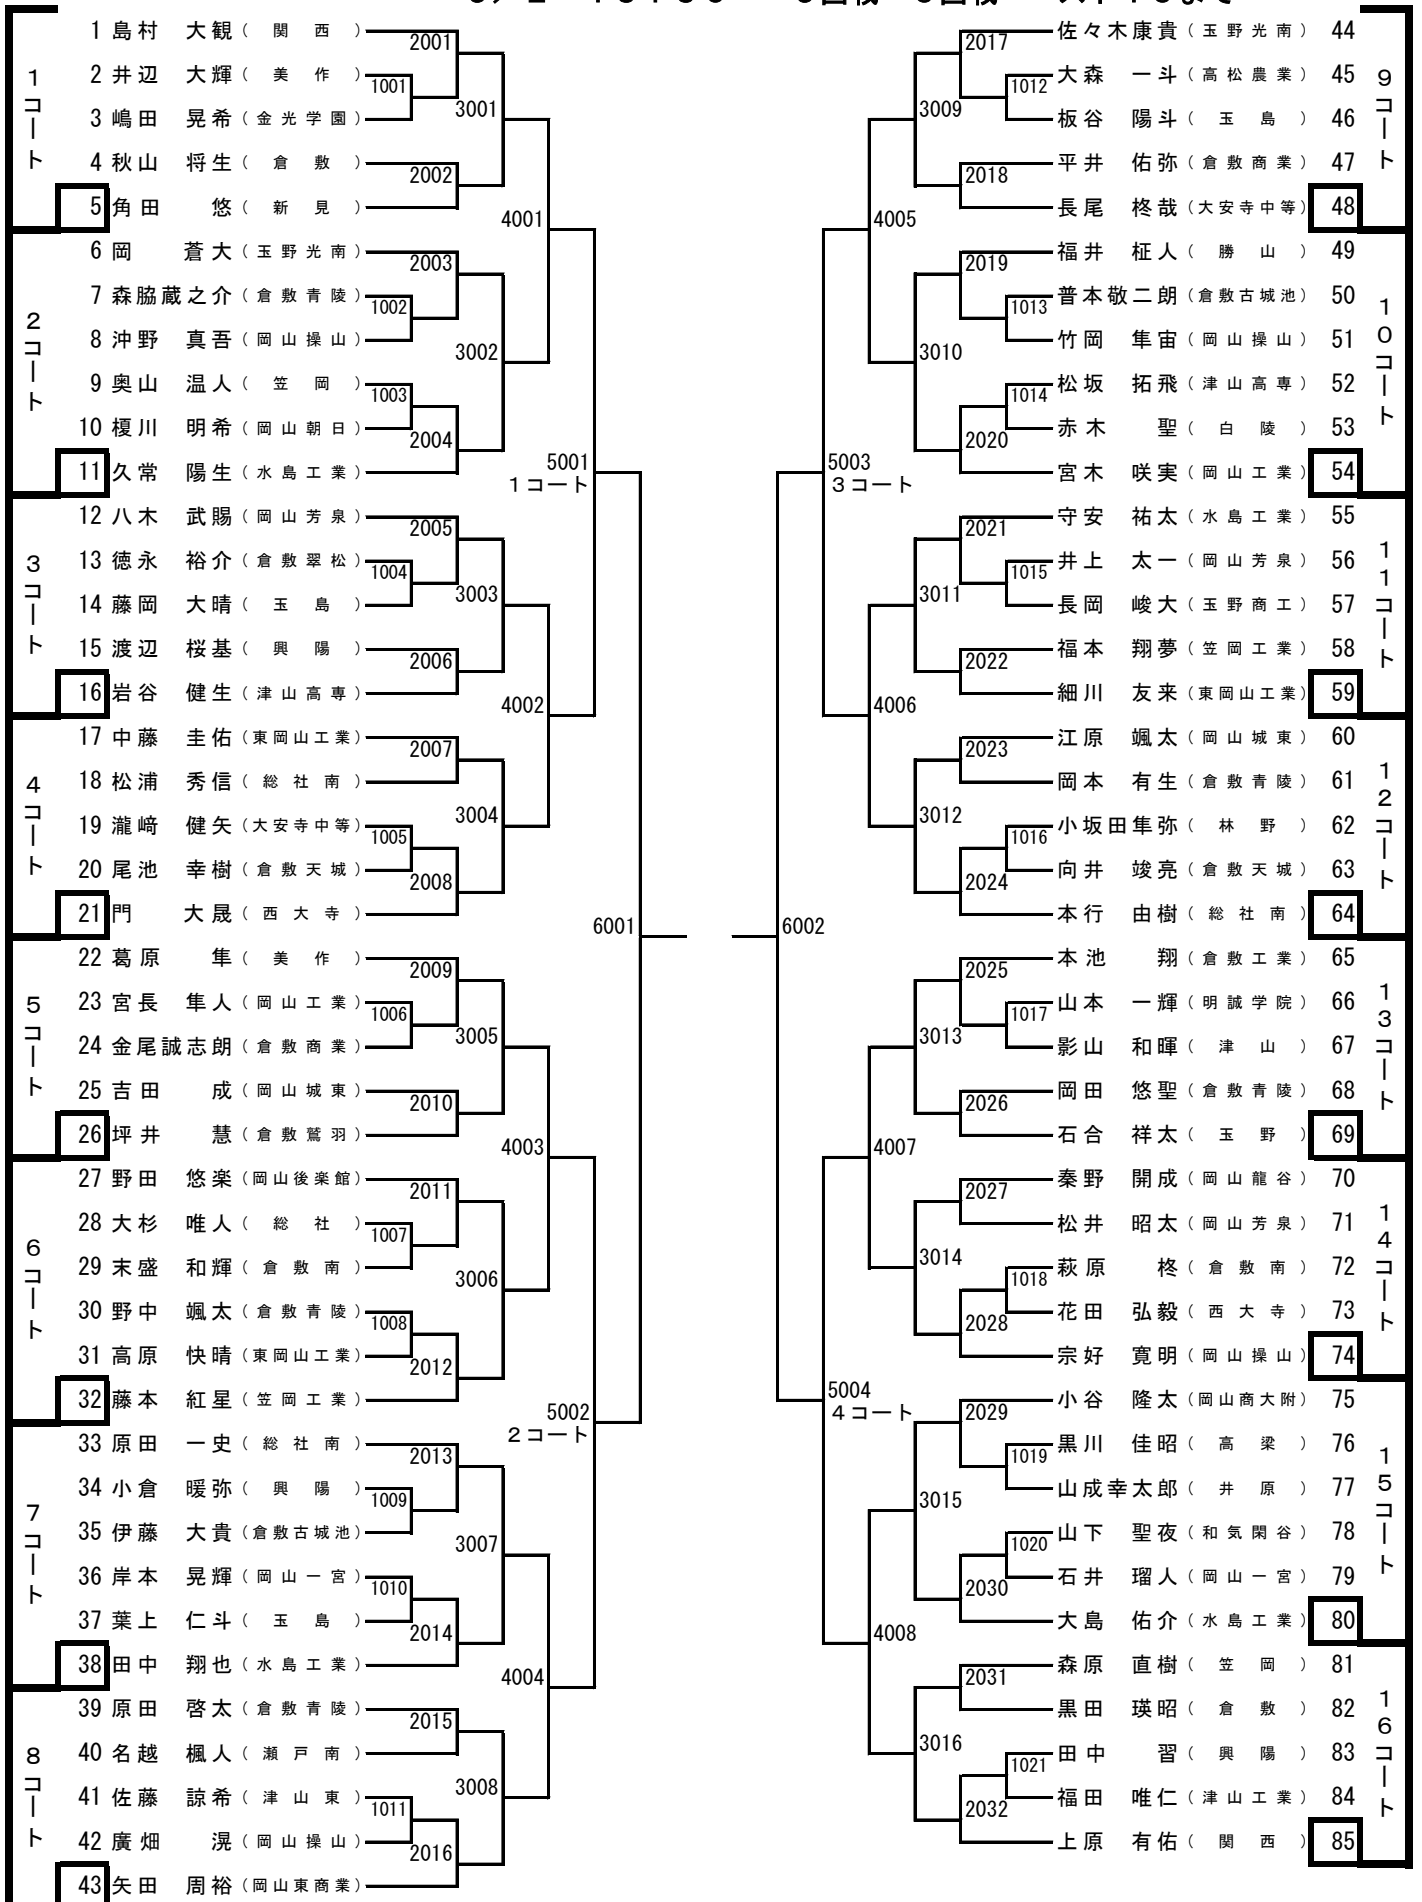 1コート
1 島村 大観(関西)
2 井辺 大輝(美作)
3 嶋田 晃希(金光学園)
4 秋山 将生(倉敷)
5 角田 悠(新見)
2001
1001
3001
2002
4001
2コート
6 岡 蒼大(玉野光南)
7 森脇蔵之介(倉敷青陵)
8 沖野 真吾(岡山操山)
9 奥山 温人(笠岡)
10 榎川 明希(岡山朝日)
11 久常 陽生(水島工業)
2003
1002
3002
1003
2004
5001
1コート
3コート
12 八木 武賜(岡山芳泉)
13 徳永 裕介(倉敷翠松)
14 藤岡 大晴(玉島)
15 渡辺 桜基(興陽)
16 岩谷 健生(津山高専)
2005
1004
3003
2006
4002
4コート
17 中藤 圭佑(東岡山工業)
18 松浦 秀信(総社南)
19 瀧﨑 健矢(大安寺中等)
20 尾池 幸樹(倉敷天城)
21 門 大晟(西大寺)
2007
3004
1005
2008
6001
5コート
22 葛原 隼(美作)
23 宮長 隼人(岡山工業)
24 金尾誠志朗(倉敷商業)
25 吉田 成(岡山城東)
26 坪井 慧(倉敷鷲羽)
2009
1006
3005
2010
4003
6コート
27 野田 悠楽(岡山後楽館)
28 大杉 唯人(総社)
29 末盛 和輝(倉敷南)
30 野中 颯太(倉敷青陵)
31 高原 快晴(東岡山工業)
32 藤本 紅星(笠岡工業)
2011
1007
3006
1008
2012
5002
2コート
7コート
33 原田 一史(総社南)
34 小倉 暖弥(興陽)
35 伊藤 大貴(倉敷古城池)
36 岸本 晃輝(岡山一宮)
37 葉上 仁斗(玉島)
38 田中 翔也(水島工業)
2013
1009
3007
1010
2014
4004
8コート
39 原田 啓太(倉敷青陵)
40 名越 楓人(瀬戸南)
41 佐藤 諒希(津山東)
42 廣畑 滉(岡山操山)
43 矢田 周裕(岡山東商業)
2015
3008
1011
2016
9コート
佐々木康貴(玉野光南) 44
大森 一斗(高松農業) 45
板谷 陽斗(玉島) 46
平井 佑弥(倉敷商業) 47
長尾 柊哉(大安寺中等) 48
2017
1012
3009
2018
4005
10コート
福井 柾人(勝山) 49
普本敬二朗(倉敷古城池) 50
竹岡 隼宙(岡山操山) 51
松坂 拓飛(津山高専) 52
赤木 聖(白陵) 53
宮木 咲実(岡山工業) 54
2019
1013
3010
1014
2020
5003
3コート
11コート
守安 祐太(水島工業) 55
井上 太一(岡山芳泉) 56
長岡 峻大(玉野商工) 57
福本 翔夢(笠岡工業) 58
細川 友来(東岡山工業) 59
2021
1015
3011
2022
4006
12コート
江原 颯太(岡山城東) 60
岡本 有生(倉敷青陵) 61
小坂田隼弥(林野) 62
向井 竣亮(倉敷天城) 63
本行 由樹(総社南) 64
2023
3012
1016
2024
6002
13コート
本池 翔(倉敷工業) 65
山本 一輝(明誠学院) 66
影山 和暉(津山) 67
岡田 悠聖(倉敷青陵) 68
石合 祥太(玉野) 69
2025
1017
3013
2026
4007
14コート
秦野 開成(岡山龍谷) 70
松井 昭太(岡山芳泉) 71
萩原 柊(倉敷南) 72
花田 弘毅(西大寺) 73
宗好 寛明(岡山操山) 74
2027
3014
1018
2028
5004
4コート
15コート
小谷 隆太(岡山商大附) 75
黒川 佳昭(高梁) 76
山成幸太郎(井原) 77
山下 聖夜(和気閑谷) 78
石井 瑠人(岡山一宮) 79
大島 佑介(水島工業) 80
2029
1019
3015
1020
2030
4008
16コート
森原 直樹(笠岡) 81
黒田 瑛昭(倉敷) 82
田中 習(興陽) 83
福田 唯仁(津山工業) 84
上原 有佑(関西) 85
2031
3016
1021
2032